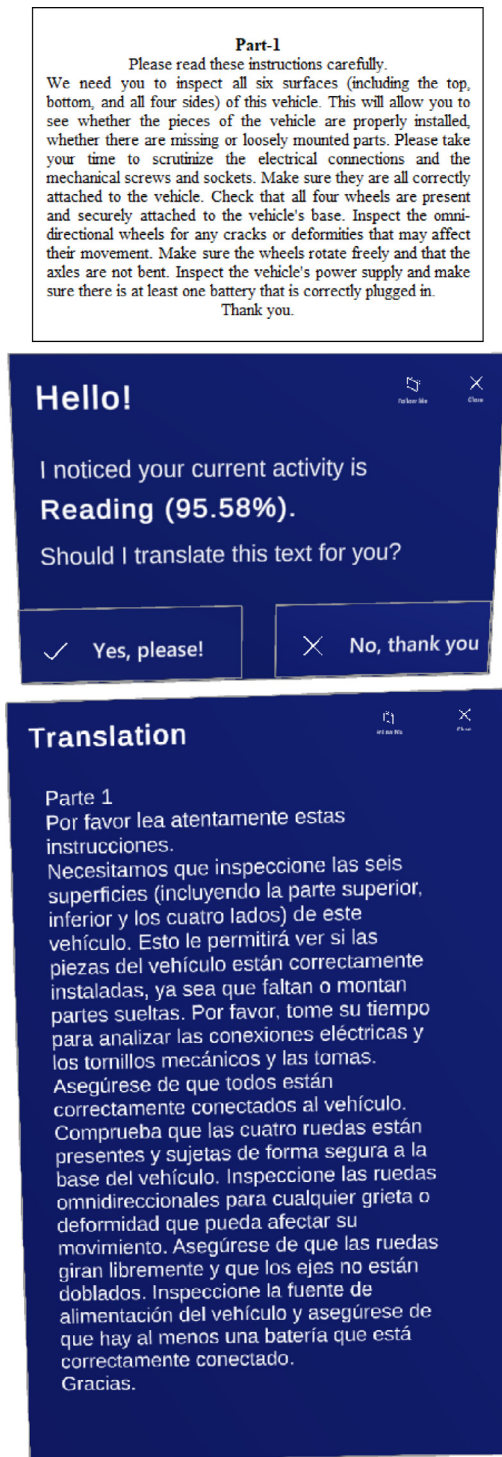 Part-1
Please read these instructions carefully.
We need you to inspect all six surfaces (including the top,
bottom, and all four sides) of this vehicle. This will allow you to
see whether the pieces of the vehicle are properly installed,
whether there are missing or loosely mounted parts. Please take
your time to scrutinize the electrical connections and the
mechanical screws and sockets. Make sure they are all correctly
attached to the vehicle. Check that all four wheels are present
and securely attached to the vehicle's base. Inspect the omni-
directional wheels for any cracks or deformities that may affect
their movement. Make sure the wheels rotate freely and that the
axles are not bent. Inspect the vehicle's power supply and make
sure there is at least one battery that is correctly plugged in.
Thank you.
Hello!
Follow Me
Close
I noticed your current activity is
Reading (95.58%).
Should I translate this text for you?
Yes, please!
No, thank you
Translation
Close
Parte 1
Por favor lea atentamente estas
instrucciones.
Necesitamos que inspeccione las seis
superficies (incluyendo la parte superior,
inferior y los cuatro lados) de este
vehículo. Esto le permitirá ver si las
piezas del vehículo están correctamente
instaladas, ya sea que faltan o montan
partes sueltas. Por favor, tome su tiempo
para analizar las conexiones eléctricas y
los tornillos mecánicos y las tomas.
Asegúrese de que todos están
correctamente conectados al vehículo.
Comprueba que las cuatro ruedas están
presentes y sujetas de forma segura a la
base del vehículo. Inspeccione las ruedas
omnidireccionales para cualquier grieta o
deformidad que pueda afectar su
movimiento. Asegúrese de que las ruedas
giran libremente y que los ejes no están
doblados. Inspeccione la fuente de
alimentación del vehículo y asegúrese de
que hay al menos una batería que está
correctamente conectado.
Gracias.